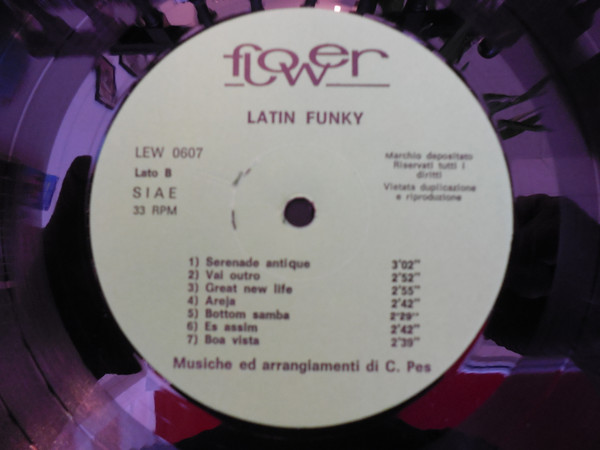 flower
LATIN FUNKY
LEW 0607
Lato B
SIAE
33 RPM
Marchio depositato
Riservati tutti i
diritti
Vietata duplicazione
e riproduzione
1) Serenade antique 3'02"
2) Vai outro 2'52"
3) Great new life 2'55"
4) Areja 2'42"
5) Bottom samba 2'29"
6) Es assim 2'42"
7) Boa vista 2'39"
Musiche ed arrangiamenti di C. Pes